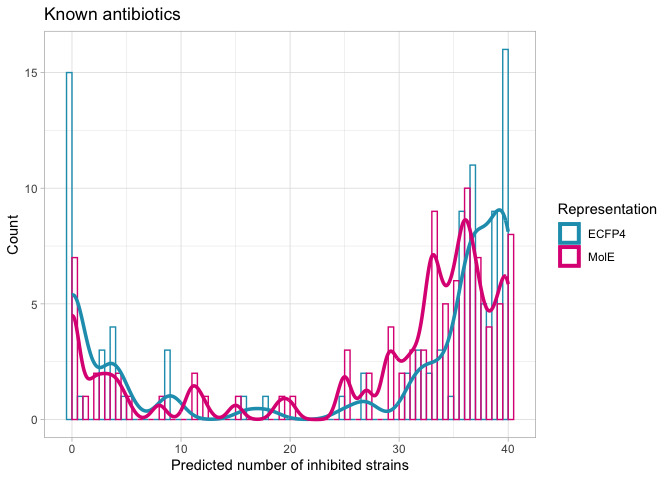 Known antibiotics
15
10
5
0
Count
0 10 20 30 40
Predicted number of inhibited strains
Representation
ECFP4
MolE